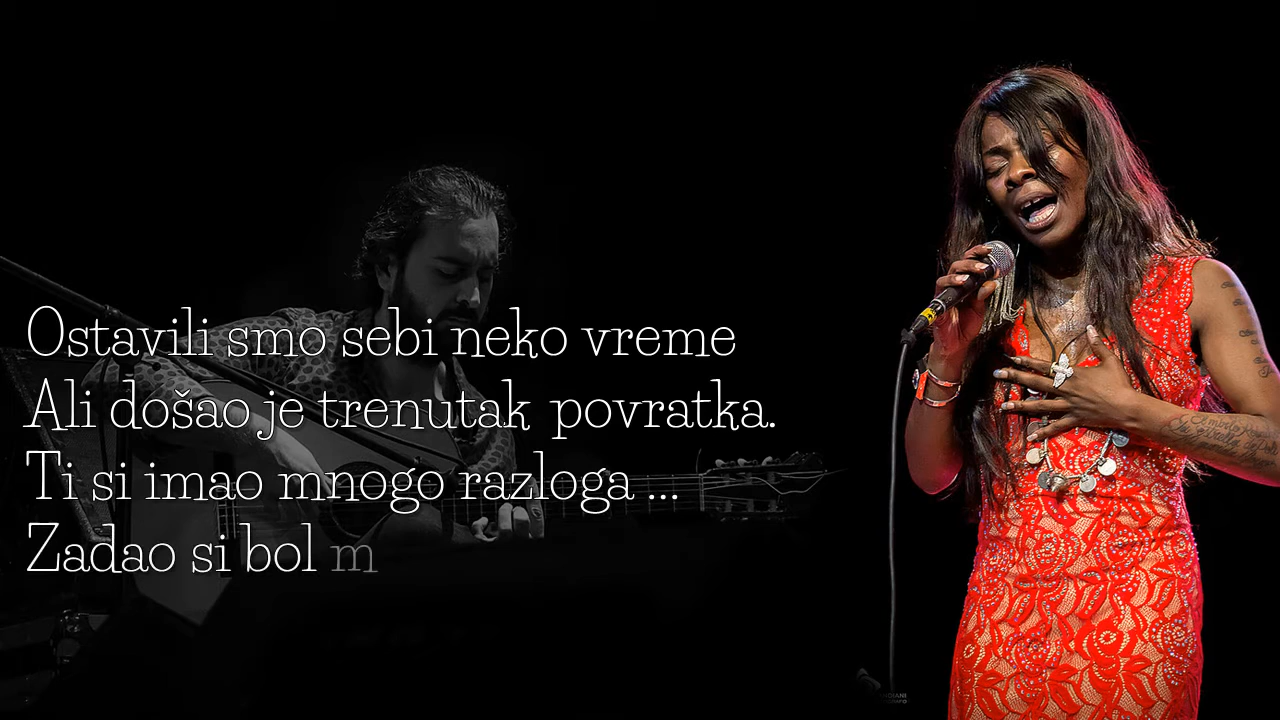 Ostavili smo sebi neko vreme
Ali došao je trenutak povratka.
Ti si imao mnogo razloga ...
Zadao si bol m